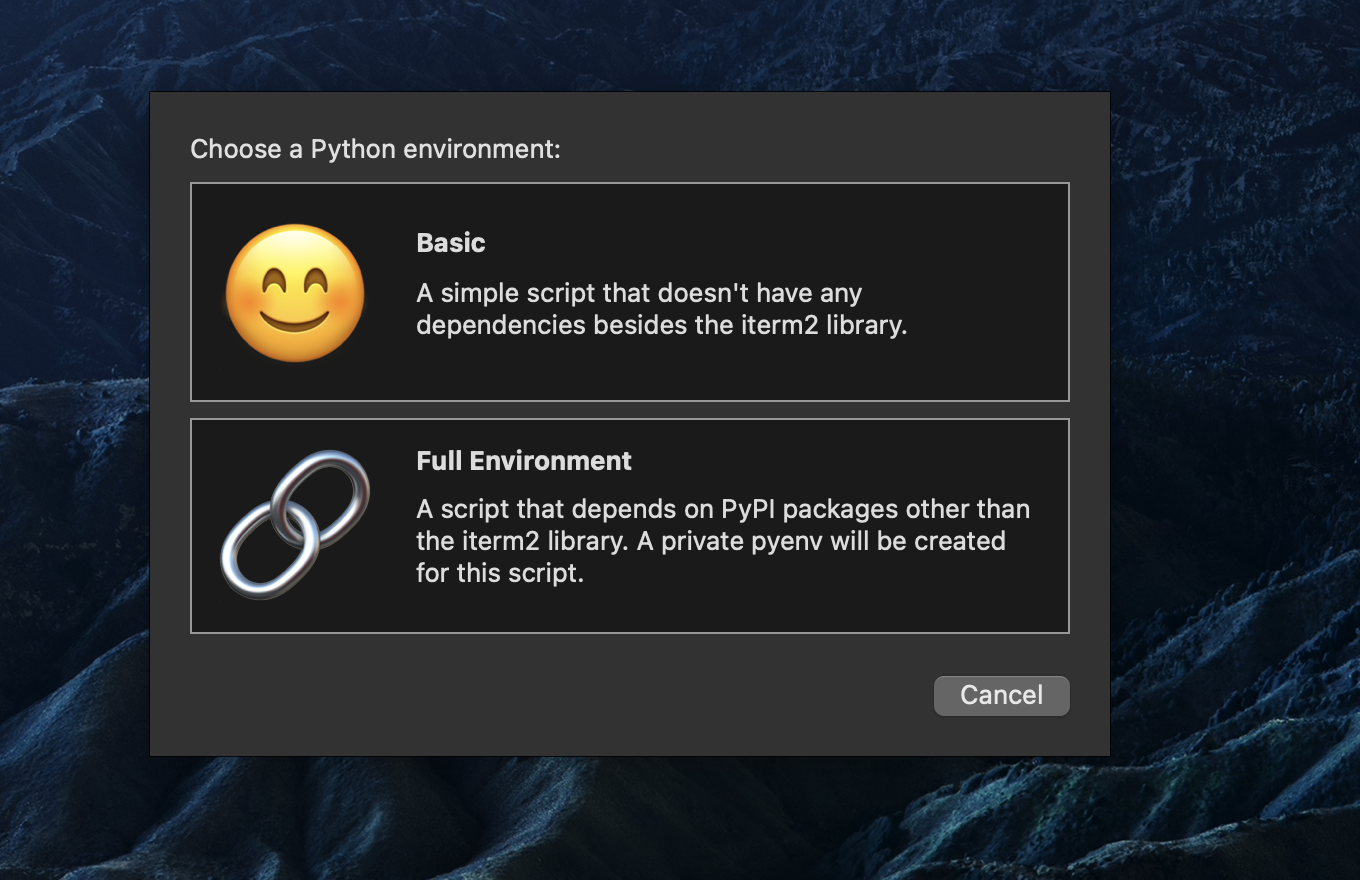 Choose a Python environment:
Basic
A simple script that doesn't have any
dependencies besides the iterm2 library.
Full Environment
A script that depends on PyPI packages other than
the iterm2 library. A private pyenv will be created
for this script.
Cancel